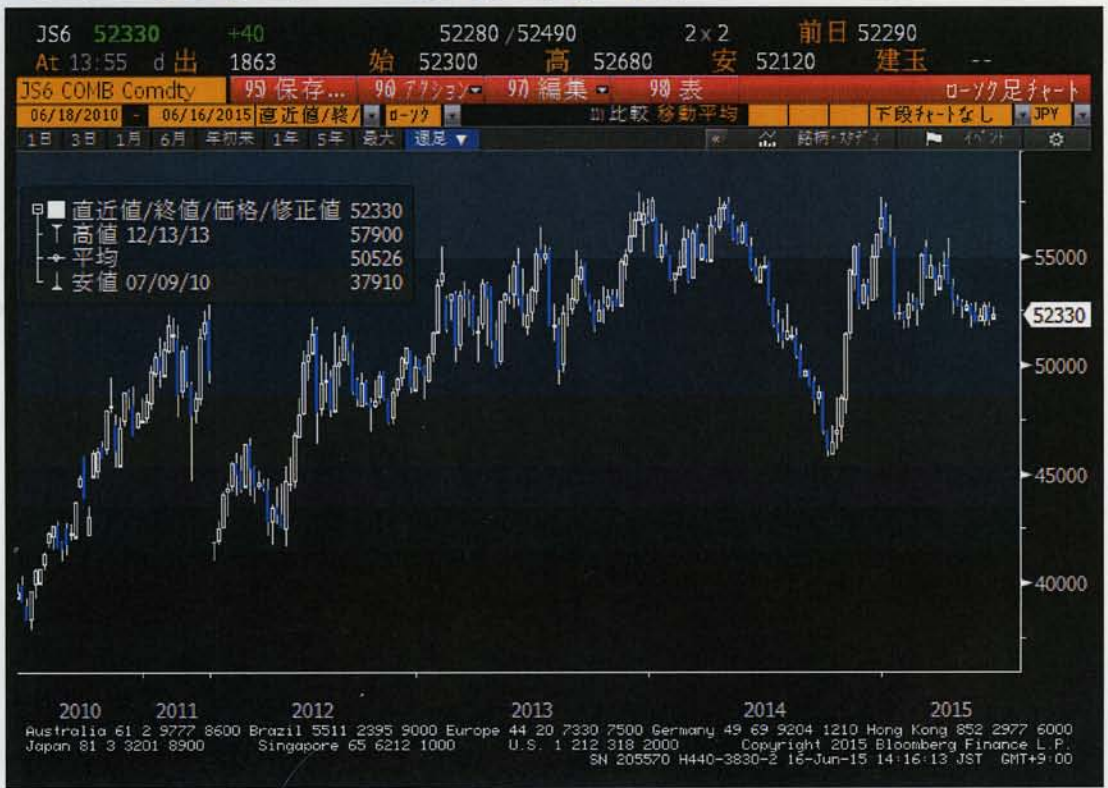 JS6 52330 +40 52280 / 52490 2 x 2 前日 52290
At 13:55 d 出 1863 始 52300 高 52680 安 52120 建玉 --
JS6 COMB Comdty 95) 保存... 96) アクション 97) 編集 98) 表 ローソク足チャート
06/18/2010 - 06/16/2015 直近値/終/ ローソク 比較 移動平均 下段チャートなし JPY
1日 3日 1月 6月 年初来 1年 5年 最大 週足 ▼ « 銘柄・スタディ イベント
直近値/終値/価格/修正値 52330
高値 12/13/13 57900
平均 50526
安値 07/09/10 37910
55000
52330
50000
45000
40000
2010 2011 2012 2013 2014 2015
Australia 61 2 9777 8600 Brazil 5511 2395 9000 Europe 44 20 7330 7500 Germany 49 69 9204 1210 Hong Kong 852 2977 6000
Japan 81 3 3201 8900 Singapore 65 6212 1000 U.S. 1 212 318 2000 Copyright 2015 Bloomberg Finance L.P.
SN 205570 H440-3830-2 16-Jun-15 14:16:13 JST GMT+9:00